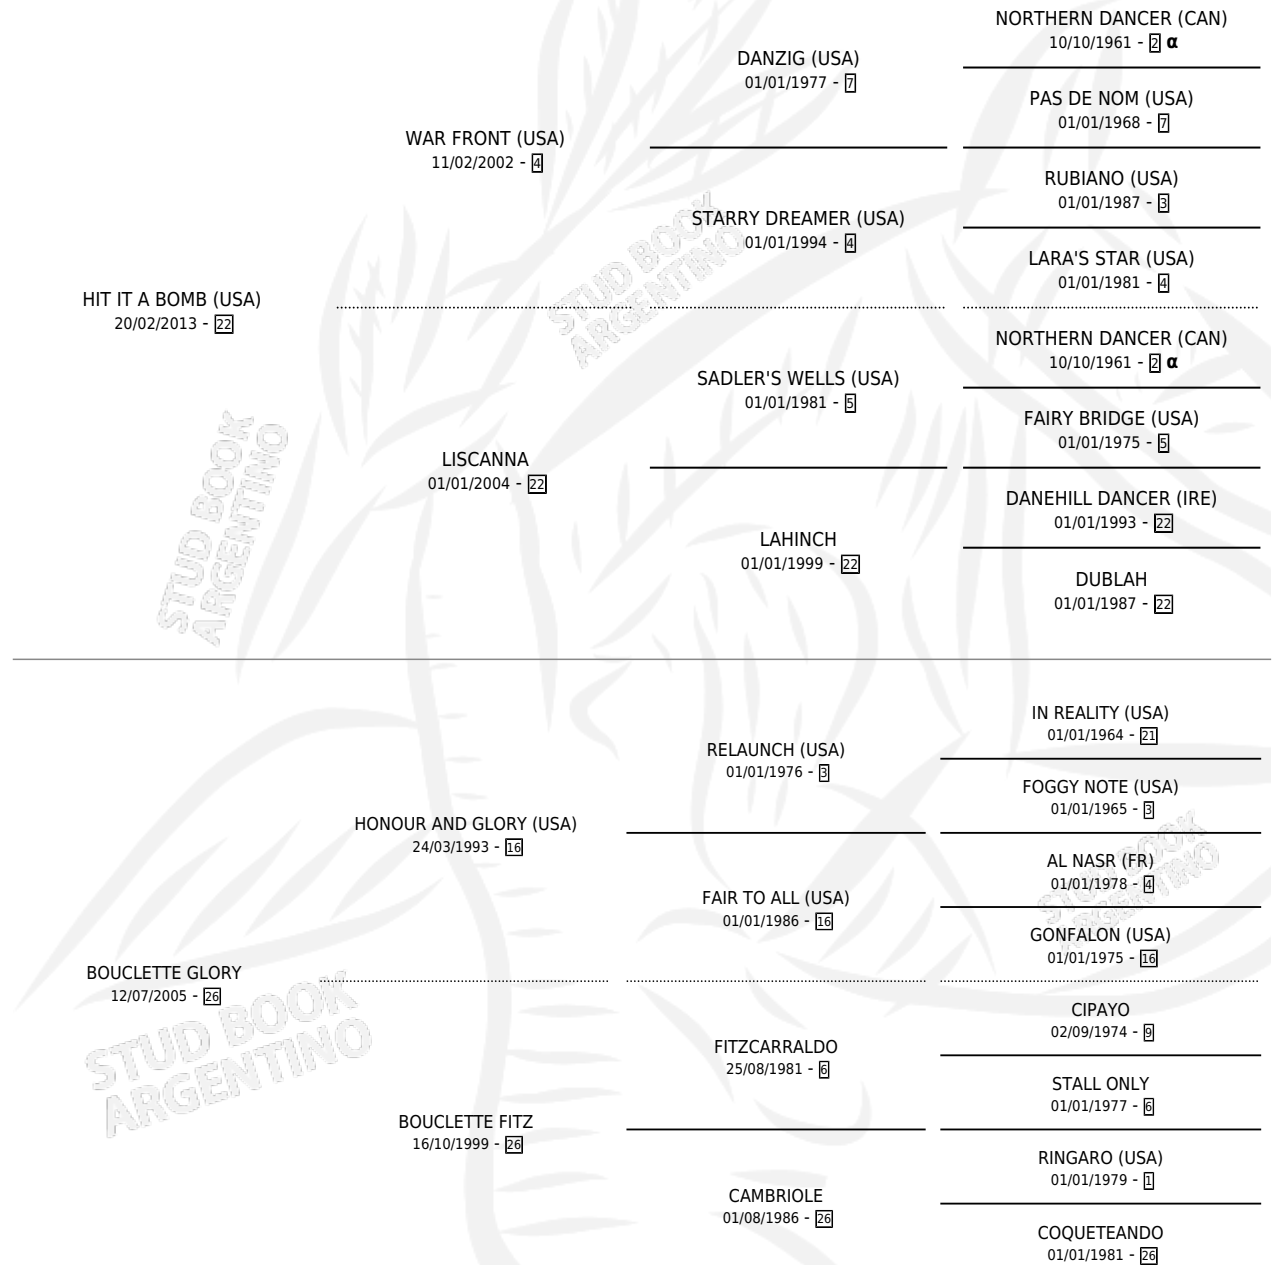 NORTHERN DANCER (CAN)
10/10/1961 - 2 α
DANZIG (USA)
01/01/1977 - 7
PAS DE NOM (USA)
01/01/1968 - 7
WAR FRONT (USA)
11/02/2002 - 4
RUBIANO (USA)
01/01/1987 - 3
STARRY DREAMER (USA)
01/01/1994 - 4
LARA'S STAR (USA)
01/01/1981 - 4
HIT IT A BOMB (USA)
20/02/2013 - 22
NORTHERN DANCER (CAN)
10/10/1961 - 2 α
SADLER'S WELLS (USA)
01/01/1981 - 5
FAIRY BRIDGE (USA)
01/01/1975 - 5
LISCANNA
01/01/2004 - 22
DANEHILL DANCER (IRE)
01/01/1993 - 22
LAHINCH
01/01/1999 - 22
DUBLAH
01/01/1987 - 22
IN REALITY (USA)
01/01/1964 - 21
RELAUNCH (USA)
01/01/1976 - 3
FOGGY NOTE (USA)
01/01/1965 - 3
HONOUR AND GLORY (USA)
24/03/1993 - 16
AL NASR (FR)
01/01/1978 - 4
FAIR TO ALL (USA)
01/01/1986 - 16
GONFALON (USA)
01/01/1975 - 16
BOUCLETTE GLORY
12/07/2005 - 26
CIPAYO
02/09/1974 - 9
FITZCARRALDO
25/08/1981 - 6
STALL ONLY
01/01/1977 - 6
BOUCLETTE FITZ
16/10/1999 - 26
RINGARO (USA)
01/01/1979 - 1
CAMBRIOLE
01/08/1986 - 26
COQUETEANDO
01/01/1981 - 26
STUD BOOK
ARGENTINO
STUD BOOK
ARGENTINO
STUD BOOK
ARGENTINO
STUD BOOK
ARGENTINO